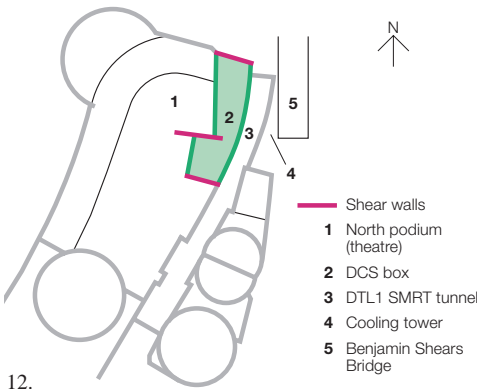 N
1
2
3
4
5
Shear walls
1 North podium
(theatre)
2 DCS box
3 DTL1 SMRT tunnel
4 Cooling tower
5 Benjamin Shears
Bridge
12.